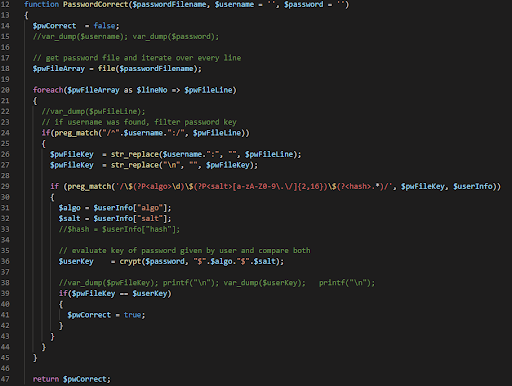 12 function PasswordCorrect($passwordFilename, $username = '', $password = '')
13 {
14 $pwCorrect = false;
15 //var_dump($username); var_dump($password);
16
17 // get password file and iterate over every line
18 $pwFileArray = file($passwordFilename);
19
20 foreach($pwFileArray as $lineNo => $pwFileLine)
21 {
22 //var_dump($pwFileLine);
23 // if username was found, filter password key
24 if(preg_match("/^".$username.":/", $pwFileLine))
25 {
26 $pwFileKey = str_replace($username.":", "", $pwFileLine);
27 $pwFileKey = str_replace("\n", "", $pwFileKey);
28
29 if (preg_match('/\$(?P<algo>\d)\$(?P<salt>[a-zA-Z0-9\.\/]{2,16})\$(?<hash>.*)/', $pwFileKey, $userInfo))
30 {
31 $algo = $userInfo["algo"];
32 $salt = $userInfo["salt"];
33 //$hash = $userInfo["hash"];
34
35 // evaluate key of password given by user and compare both
36 $userKey = crypt($password, "$".$algo."$".$salt);
37
38 //var_dump($pwFileKey); printf("\n"); var_dump($userKey); printf("\n");
39 if($pwFileKey == $userKey)
40 {
41 $pwCorrect = true;
42 }
43 }
44 }
45 }
46
47 return $pwCorrect;